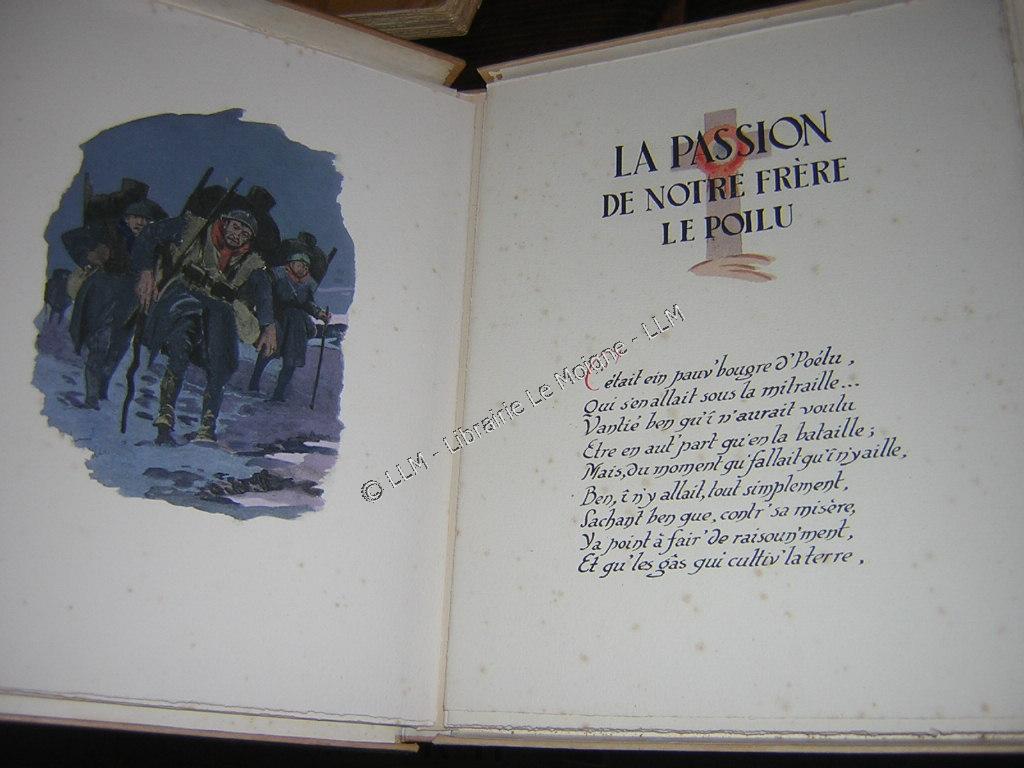 LA PASSION
DE NOTRE FRÈRE
LE POILU
C'était ein pauv' bougre d'Poélu,
Qui s'en allait sous la mitraille...
Vantié ben qu'i n'aurait voulu
Etre en aut' part qu'en la bataille ;
Mais, du moment qu'fallait qu'i n'y aille,
Ben, i n'y allait, tout simplement,
Sachant ben que, contr' sa misère,
Ya point à fair' de raisoun'ment,
Et qu'les gâs qui cultiv' la terre,
© LLM - Librairie Le Moigne - LLM